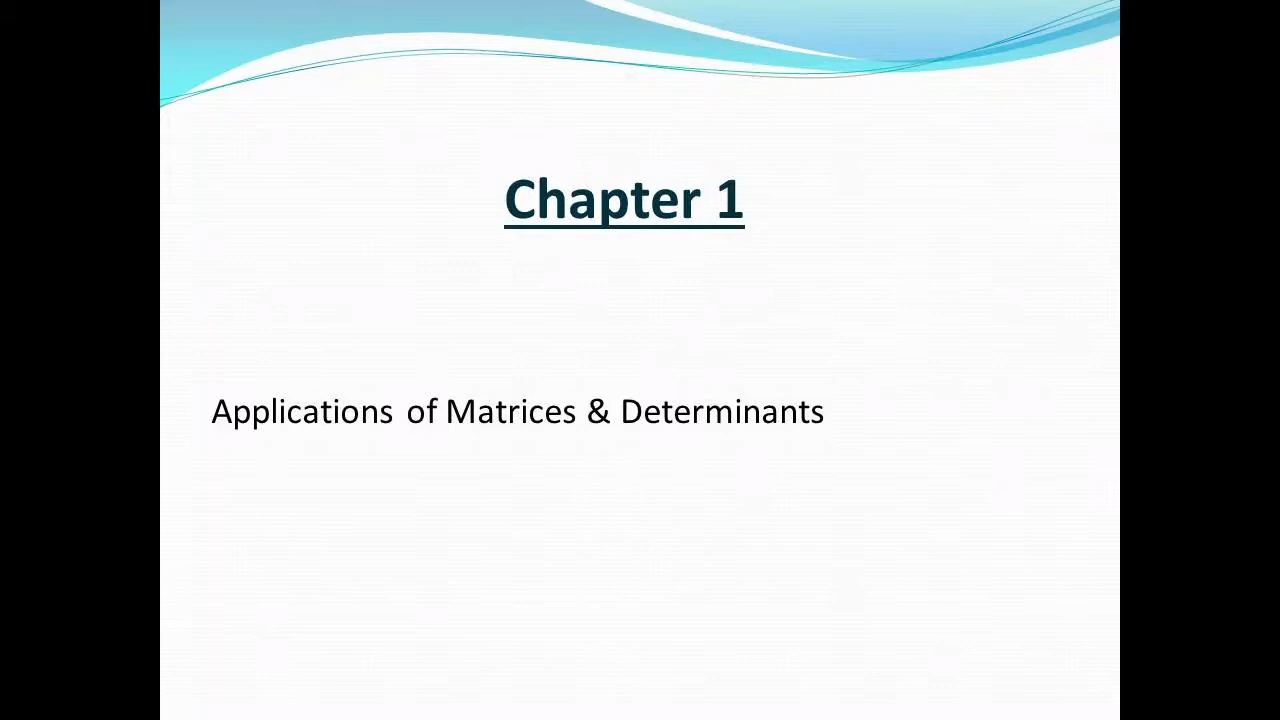 Chapter 1
Applications of Matrices & Determinants